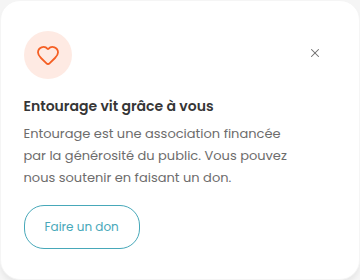 Entourage vit grâce à vous
Entourage est une association financée
par la générosité du public. Vous pouvez
nous soutenir en faisant un don.
Faire un don